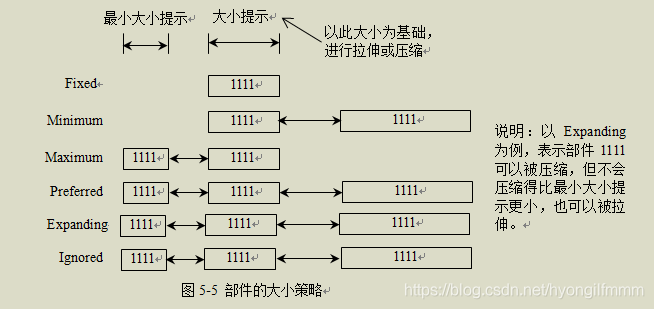 最小大小提示 大小提示
以此大小为基础，
进行拉伸或压缩
Fixed 1111
Minimum 1111 1111
Maximum 1111 1111
Preferred 1111 1111 1111
Expanding 1111 1111 1111
Ignored 1111 1111 1111
说明：以 Expanding
为例，表示部件 1111
可以被压缩，但不会
压缩得比最小大小提
示更小，也可以被拉
伸。
图 5-5 部件的大小策略
https://blog.csdn.net/hyongilfmmm